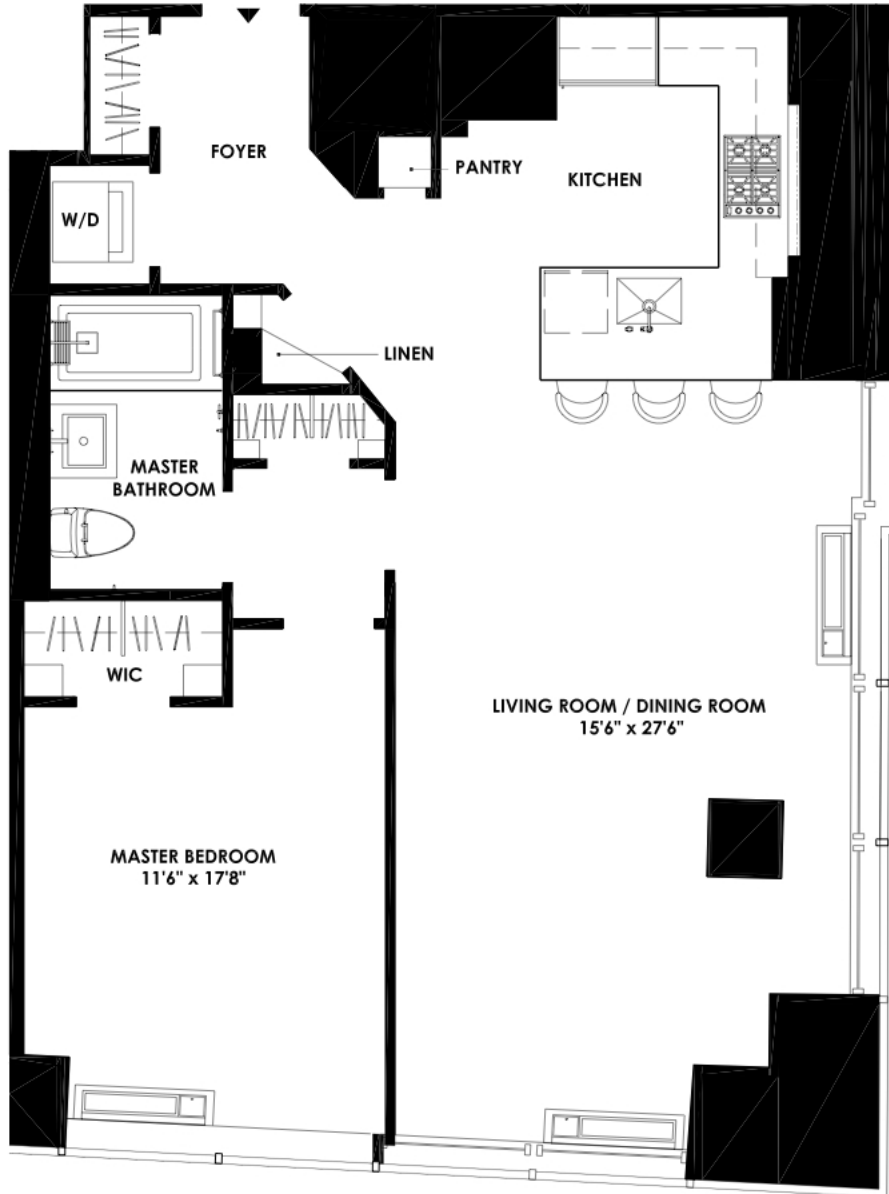 FOYER
PANTRY
KITCHEN
W/D
LINEN
MASTER
BATHROOM
WIC
LIVING ROOM / DINING ROOM
15'6" x 27'6"
MASTER BEDROOM
11'6" x 17'8"